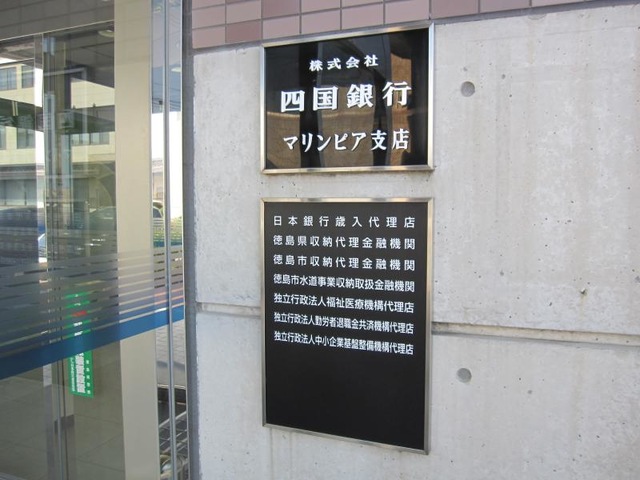 株式会社
四国銀行
マリンピア支店
日本銀行歳入代理店
徳島県収納代理金融機関
徳島市収納代理金融機関
徳島市水道事業収納取扱金融機関
独立行政法人福祉医療機構代理店
独立行政法人勤労者退職金共済機構代理店
独立行政法人中小企業基盤整備機構代理店